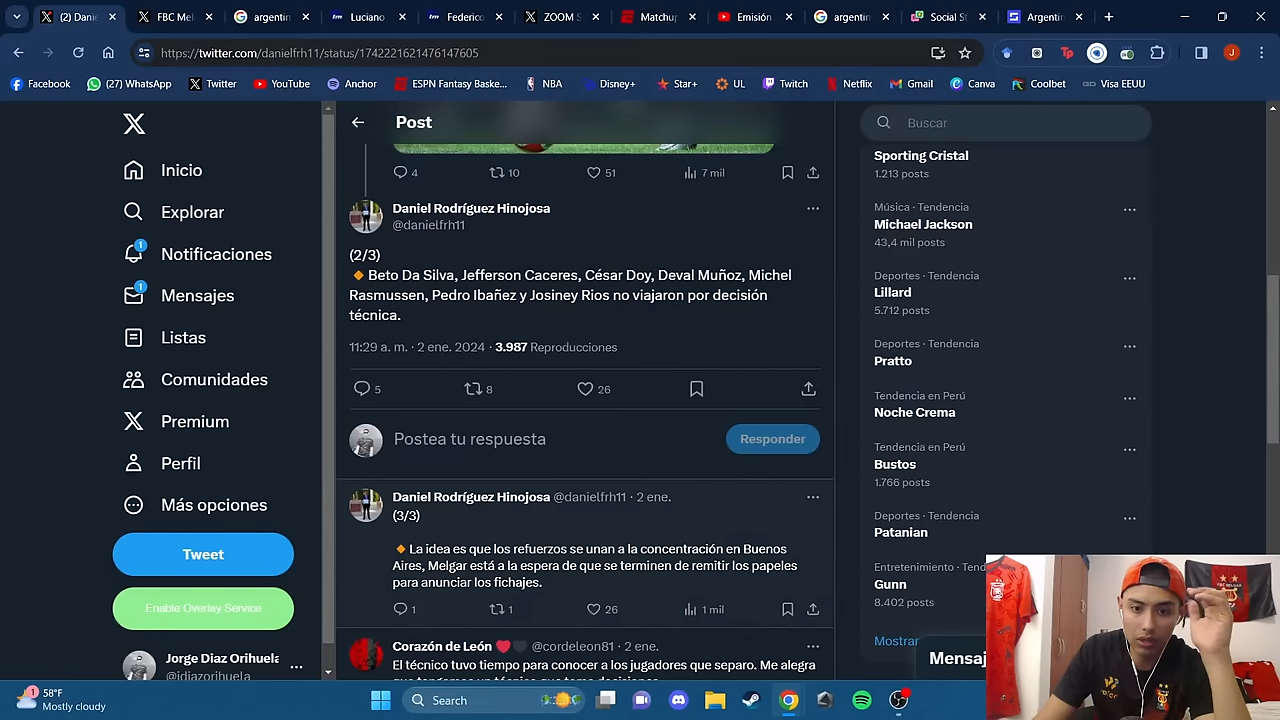 (2) Danie
FBC Mel
argentin
Luciano
Federico
ZOOM S
Matchup
Emisión
argentin
Social S
Argentin
https://twitter.com/danielfrh11/status/1742221621476147605
Facebook
(27) WhatsApp
Twitter
YouTube
Anchor
ESPN Fantasy Baske...
NBA
Disney+
Star+
UL
Twitch
Netflix
Gmail
Canva
Coolbet
Visa EEUU
Inicio
Explorar
Notificaciones
Mensajes
Listas
Comunidades
Premium
Perfil
Más opciones
Tweet
Enable Overlay Service
Jorge Diaz Orihuela
@jdiazorihuela
Post
4 10 51 7 mil
Daniel Rodríguez Hinojosa
@danielfrh11
(2/3)
🔸Beto Da Silva, Jefferson Caceres, César Doy, Deval Muñoz, Michel
Rasmussen, Pedro Ibañez y Josiney Rios no viajaron por decisión
técnica.
11:29 a. m. · 2 ene. 2024 · 3.987 Reproducciones
5 8 26
Postea tu respuesta
Responder
Daniel Rodríguez Hinojosa @danielfrh11 · 2 ene.
(3/3)
🔸La idea es que los refuerzos se unan a la concentración en Buenos
Aires, Melgar está a la espera de que se terminen de remitir los papeles
para anunciar los fichajes.
1 1 26 1 mil
Corazón de León ❤️🖤 @cordeleon81 · 2 ene.
El técnico tuvo tiempo para conocer a los jugadores que separo. Me alegra
Buscar
Sporting Cristal
1.213 posts
Música · Tendencia
Michael Jackson
43,4 mil posts
Deportes · Tendencia
Lillard
5.712 posts
Deportes · Tendencia
Pratto
Tendencia en Perú
Noche Crema
Tendencia en Perú
Bustos
1.766 posts
Deportes · Tendencia
Patanian
Entretenimiento · Tende
Gunn
8.402 posts
Mostrar
Mensaj
FBC MELGAR
1
58°F
Mostly cloudy
Search